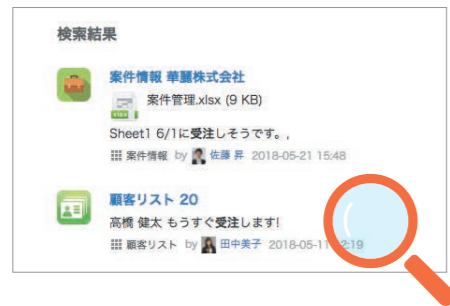 検索結果
案件情報 華麗株式会社
案件管理.xlsx (9 KB)
xlsx
Sheet1 6/1に受注しそうです。,
案件情報 by 佐藤 昇 2018-05-21 15:48
顧客リスト 20
高橋 健太 もうすぐ受注します!
顧客リスト by 田中美子 2018-05-11 12:19